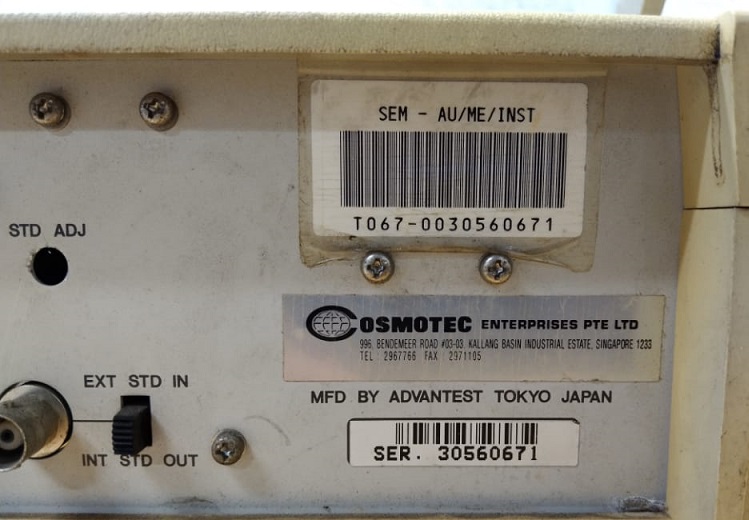 SEM - AU/ME/INST
T067-0030560671
STD ADJ
COSMOTEC ENTERPRISES PTE LTD
996, BENDEMEER ROAD #03-03, KALLANG BASIN INDUSTRIAL ESTATE, SINGAPORE 1233
TEL : 2967766 FAX : 2971105
EXT STD IN
MFD BY ADVANTEST TOKYO JAPAN
INT STD OUT
SER. 30560671